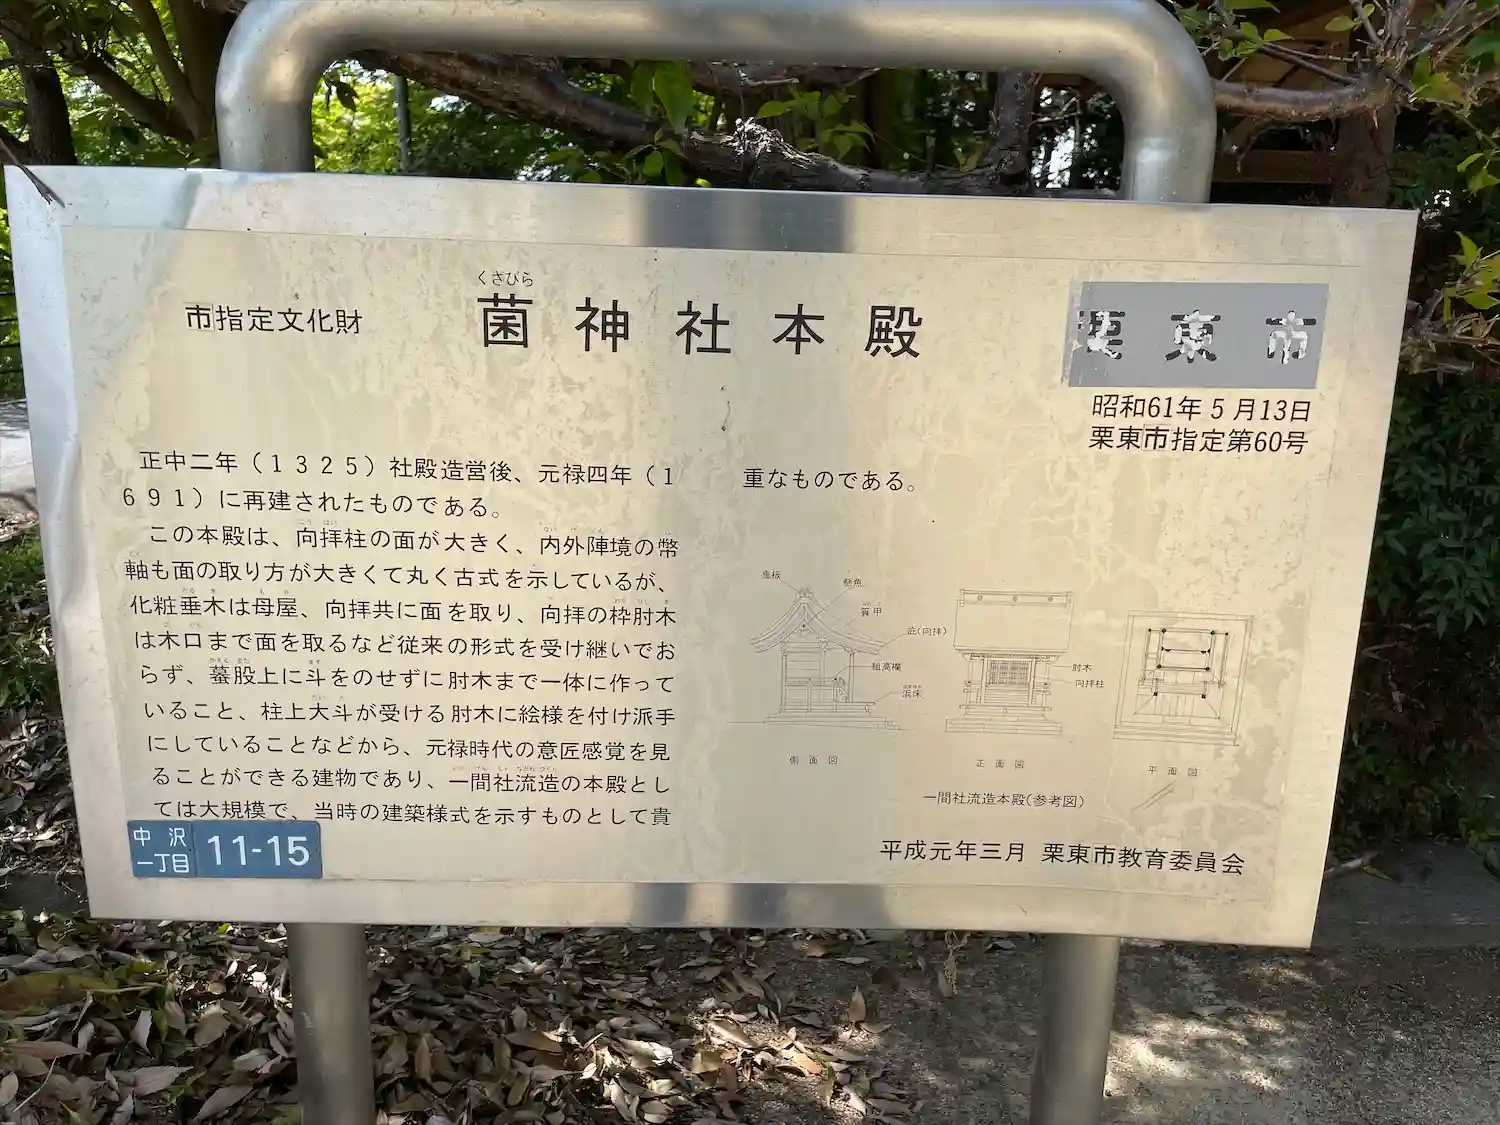 市指定文化財
くさびら
菌神社本殿
栗東市
昭和61年5月13日
栗東市指定第60号
正中二年（1325）社殿造営後、元禄四年（1
691）に再建されたものである。
この本殿は、向拝柱の面が大きく、内外陣境の幣
軸も面の取り方が大きくて丸く古式を示しているが、
化粧垂木は母屋、向拝共に面を取り、向拝の枠肘木
は木口まで面を取るなど従来の形式を受け継いでお
らず、蟇股上に斗をのせずに肘木まで一体に作って
いること、柱上大斗が受ける肘木に絵様を付け派手
にしていることなどから、元禄時代の意匠感覚を見
ることができる建物であり、一間社流造の本殿とし
ては大規模で、当時の建築様式を示すものとして貴
重なものである。
鬼板
懸魚
箕甲
庇(向拝)
組高欄
浜床
肘木
向拝柱
側面図
正面図
平面図
一間社流造本殿(参考図)
平成元年三月 栗東市教育委員会
中沢
一丁目
11-15